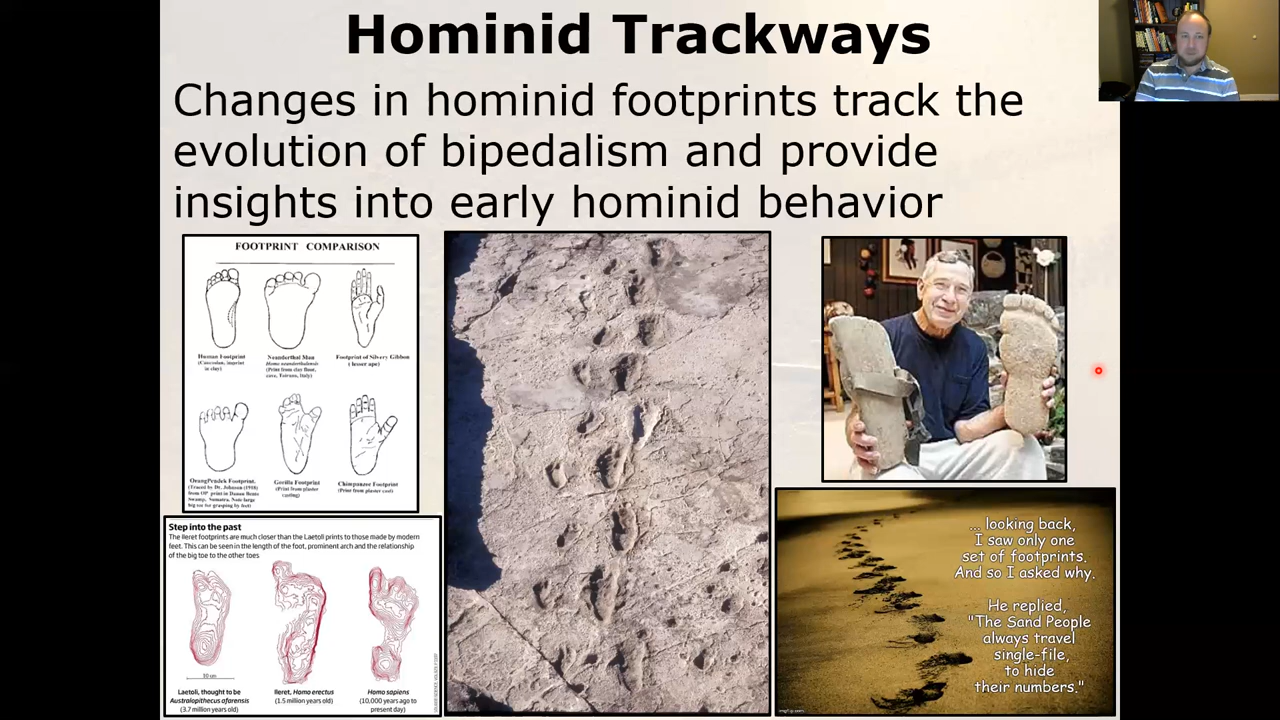 Hominid Trackways
Changes in hominid footprints track the
evolution of bipedalism and provide
insights into early hominid behavior
FOOTPRINT COMPARISON
Human Footprint
(Caucasian, imprint
in clay)
Neanderthal Man
Homo neanderthalensis
(Print from clay floor,
cave, Toirano, Italy)
Footprint of Silvery Gibbon
( lesser ape)
OrangPendek Footprint.
(Traced by Dr. Johnson (1958)
from OP print in Danau Bento
Swamp, Sumatra. Note large
big toe for grasping by feet)
Gorilla Footprint
(Print from plaster
casting)
Chimpanzee Footprint
(Print from plaster cast)
Step into the past
The Ileret footprints are much closer than the Laetoli prints to those made by modern
feet. This can be seen in the length of the foot, prominent arch and the relationship
of the big toe to the other toes
10 cm
Laetoli, thought to be
Australopithecus afarensis
(3.7 million years old)
Ileret, Homo erectus
(1.5 million years old)
Homo sapiens
(10,000 years ago to
present day)
... looking back,
I saw only one
set of footprints.
And so I asked why.
He replied,
"The Sand People
always travel
single-file,
to hide
their numbers."
imgflip.com